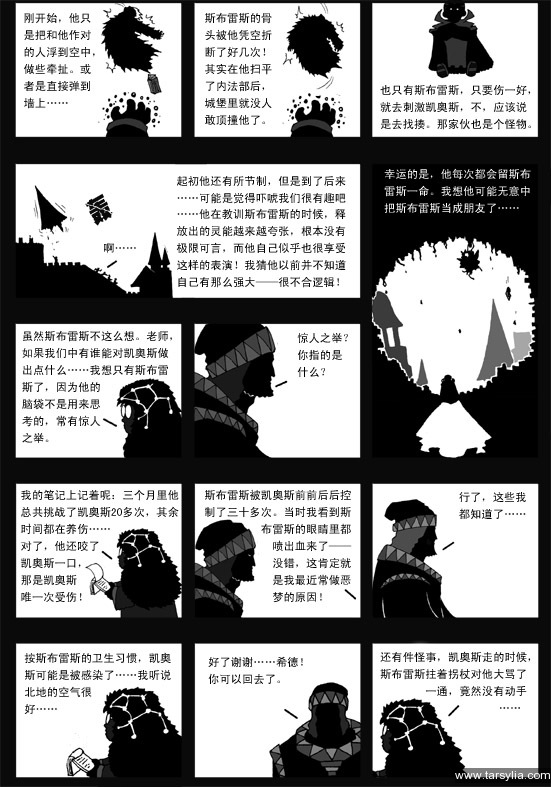 刚开始，他只
是把和他作对
的人浮到空中，
做些牵扯。或
者是直接弹到
墙上……
斯布雷斯的骨
头被他凭空折
断了好几次！
其实在他扫平
了内法部后，
城堡里就没人
敢顶撞他了。
也只有斯布雷斯，只要伤一好，
就去刺激凯奥斯，不，应该说
是去找揍。那家伙也是个怪物。
起初他还有所节制，但是到了后来
……可能是觉得吓唬我们很有趣吧
……他在教训斯布雷斯的时候，释
放出的灵能越来越夸张，根本没有
极限可言，而他自己似乎也很享受
这样的表演！我猜他以前并不知道
自己有那么强大——很不合逻辑！
啊……
幸运的是，他每次都会留斯布
雷斯一命。我想他可能无意中
把斯布雷斯当成朋友了……
虽然斯布雷斯不这么想。老师，
如果我们中有谁能对凯奥斯做
出点什么……我想只有斯布雷
斯了，因为他的
脑袋不是用来思
考的，常有惊人
之举。
惊人之举？
你指的是
什么？
我的笔记上记着呢：三个月里他
总共挑战了凯奥斯20多次，其余
时间都在养伤……
对了，他还咬了
凯奥斯一口，
那是凯奥斯
唯一次受伤！
斯布雷斯被凯奥斯前前后后控
制了三十多次。当时我看到斯
布雷斯的眼睛里都
喷出血来了——
没错，这肯定就
是我最近常做恶
梦的原因！
行了，这些我
都知道了……
按斯布雷斯的卫生习惯，凯奥
斯可能是被感染了……我听说
北地的空气很
好……
好了谢谢……希德！
你可以回去了。
还有件怪事，凯奥斯走的时候，
斯布雷斯拄着拐杖对他大骂了
一通，竟然没有动手
……
www.tarsylia.com